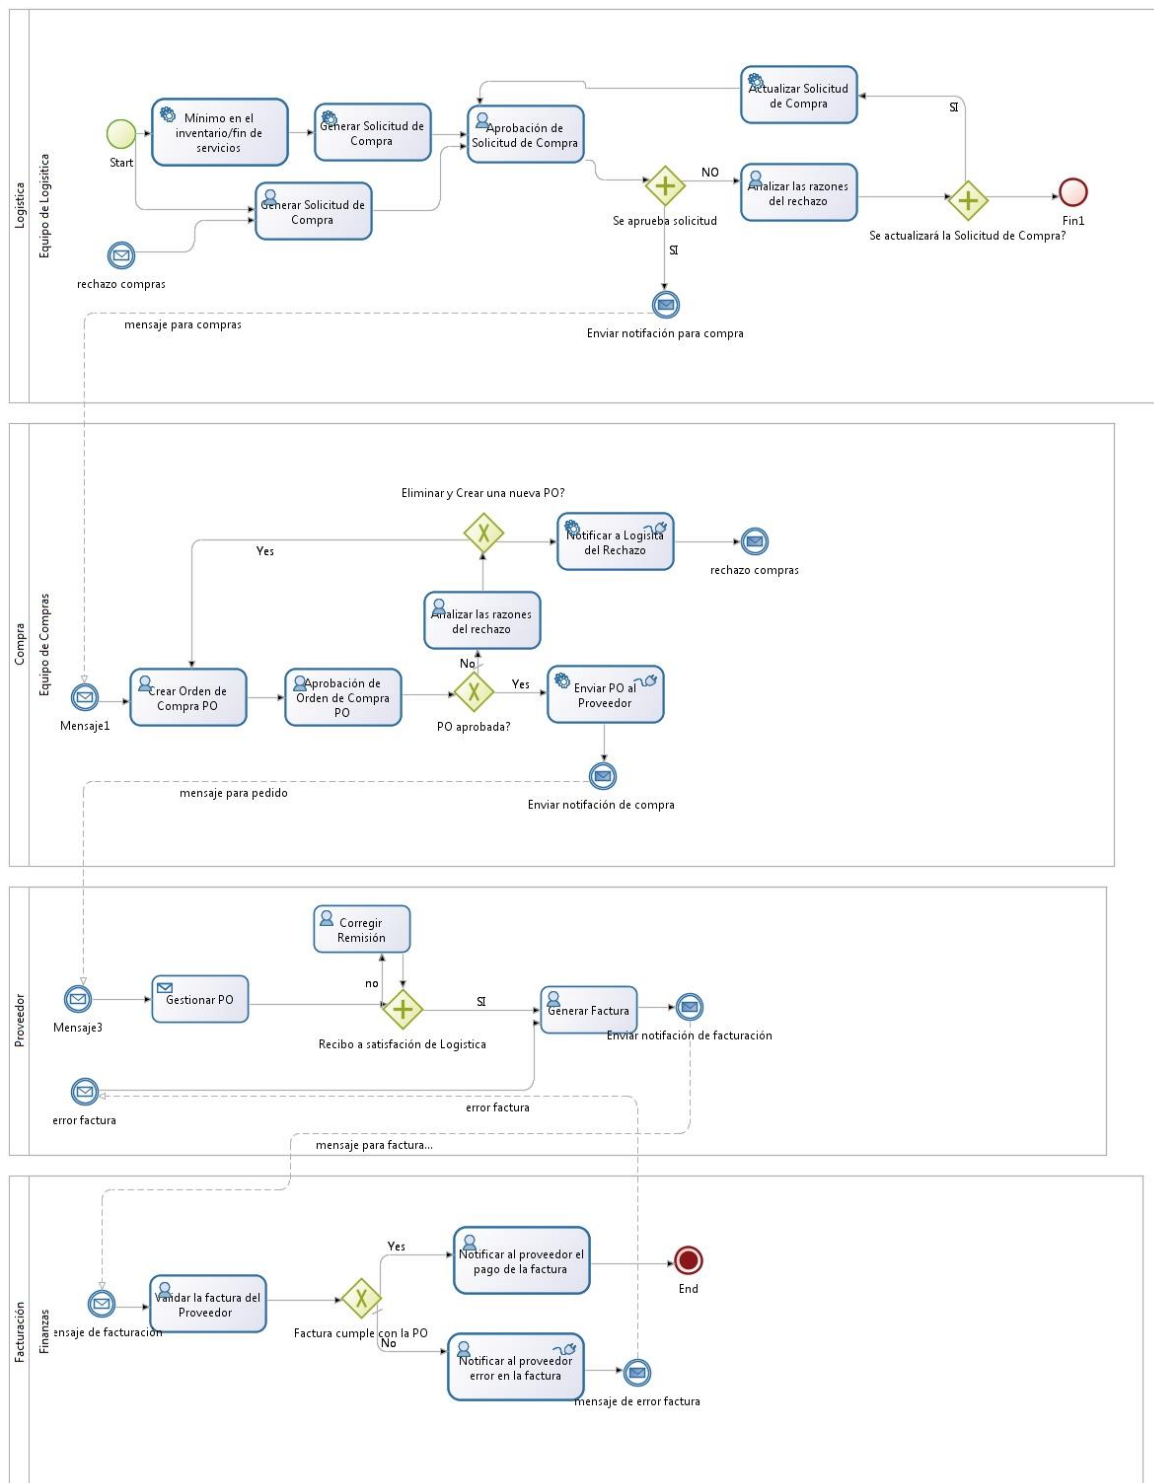 Logística
Equipo de Logisitica
Start
Mínimo en el
inventario/fin de
servicios
Generar Solicitud de
Compra
Aprobación de
Solicitud de Compra
Actualizar Solicitud
de Compra
SI
Generar Solicitud de
Compra
Se aprueba solicitud
NO
Analizar las razones
del rechazo
Se actualizará la Solicitud de Compra?
Fin1
rechazo compras
SI
Enviar notifación para compra
mensaje para compras
Compra
Equipo de Compras
Eliminar y Crear una nueva PO?
Yes
Notificar a Logisita
del Rechazo
rechazo compras
Analizar las razones
del rechazo
No
Mensaje1
Crear Orden de
Compra PO
Aprobación de
Orden de Compra
PO
PO aprobada?
Yes
Enviar PO al
Proveedor
Enviar notifación de compra
mensaje para pedido
Proveedor
Corregir
Remisión
no
Mensaje3
Gestionar PO
Recibo a satisfación de Logistica
SI
Generar Factura
Enviar notifación de facturación
error factura
error factura
mensaje para factura...
Facturación
Finanzas
ensaje de facturación
Validar la factura del
Proveedor
Factura cumple con la PO
Yes
Notificar al proveedor el
pago de la factura
End
No
Notificar al proveedor
error en la factura
mensaje de error factura